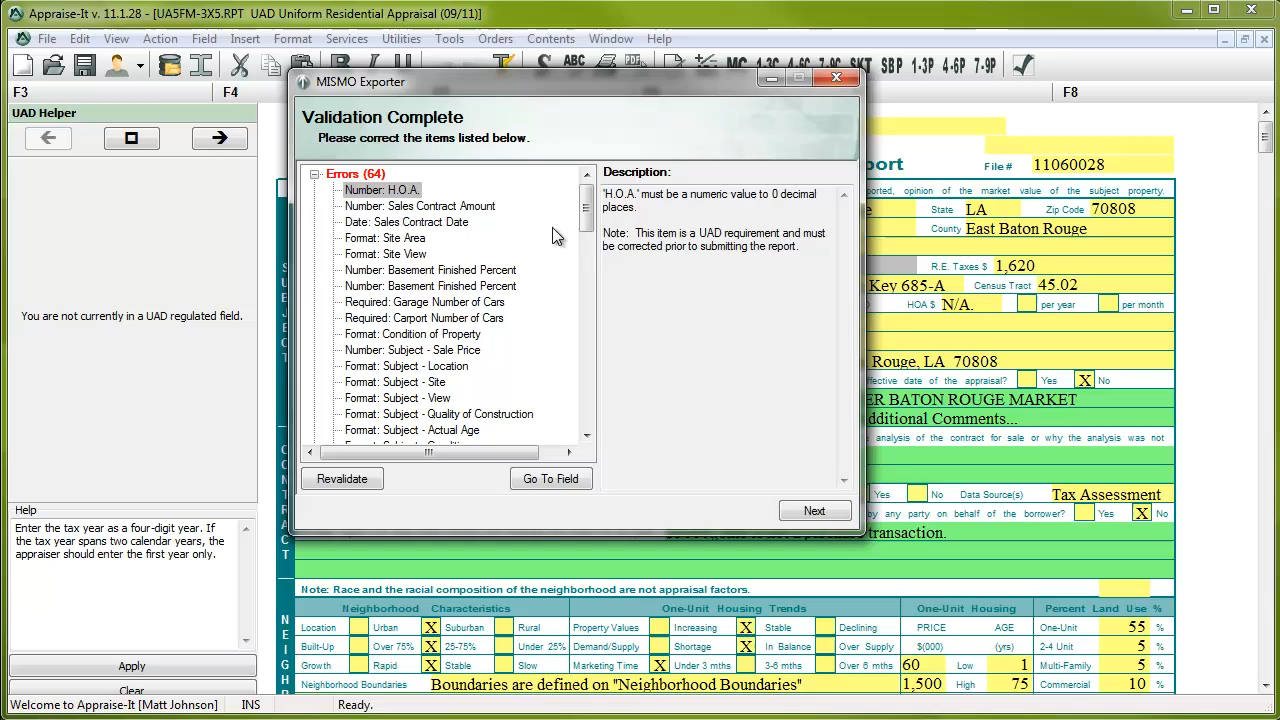 Appraise-It v. 11.1.28 - [UA5FM-3X5.RPT UAD Uniform Residential Appraisal (09/11)]
File Edit View Action Field Insert Format Services Utilities Tools Orders Contents Window Help
ABC MC 1-3C 4-6C 7-9C SKT SBP 1-3P 4-6P 7-9P
F3 F4 F8
UAD Helper
You are not currently in a UAD regulated field.
Help
Enter the tax year as a four-digit year. If
the tax year spans two calendar years, the
appraiser should enter the first year only.
Apply
Clear
MISMO Exporter
Validation Complete
Please correct the items listed below.
Errors (64)
Number: H.O.A.
Number: Sales Contract Amount
Date: Sales Contract Date
Format: Site Area
Format: Site View
Number: Basement Finished Percent
Number: Basement Finished Percent
Required: Garage Number of Cars
Required: Carport Number of Cars
Format: Condition of Property
Number: Subject - Sale Price
Format: Subject - Location
Format: Subject - Site
Format: Subject - View
Format: Subject - Quality of Construction
Format: Subject - Actual Age
Description:
'H.O.A.' must be a numeric value to 0 decimal
places.
Note: This item is a UAD requirement and must
be corrected prior to submitting the report.
Revalidate Go To Field
Next
port File # 11060028
ported, opinion of the market value of the subject property.
State LA Zip Code 70808
County East Baton Rouge
R.E. Taxes $ 1,620
Key 685-A Census Tract 45.02
HOA $ N/A. per year per month
Rouge, LA 70808
ffective date of the appraisal? Yes X No
ER BATON ROUGE MARKET
dditional Comments...
analysis of the contract for sale or why the analysis was not
Yes No Data Source(s) Tax Assessment
by any party on behalf of the borrower? Yes X No
transaction.
Note: Race and the racial composition of the neighborhood are not appraisal factors.
Neighborhood Characteristics One-Unit Housing Trends One-Unit Housing Percent Land Use %
Location Urban X Suburban Rural Property Values Increasing X Stable Declining PRICE AGE One-Unit 55 %
Built-Up Over 75% X 25-75% Under 25% Demand/Supply Shortage X In Balance Over Supply $(000) (yrs) 2-4 Unit 5 %
Growth Rapid X Stable Slow Marketing Time X Under 3 mths 3-6 mths Over 6 mths 60 Low 1 Multi-Family 5 %
Neighborhood Boundaries Boundaries are defined on "Neighborhood Boundaries" 1,500 High 75 Commercial 10 %
Welcome to Appraise-It [Matt Johnson] INS Ready.